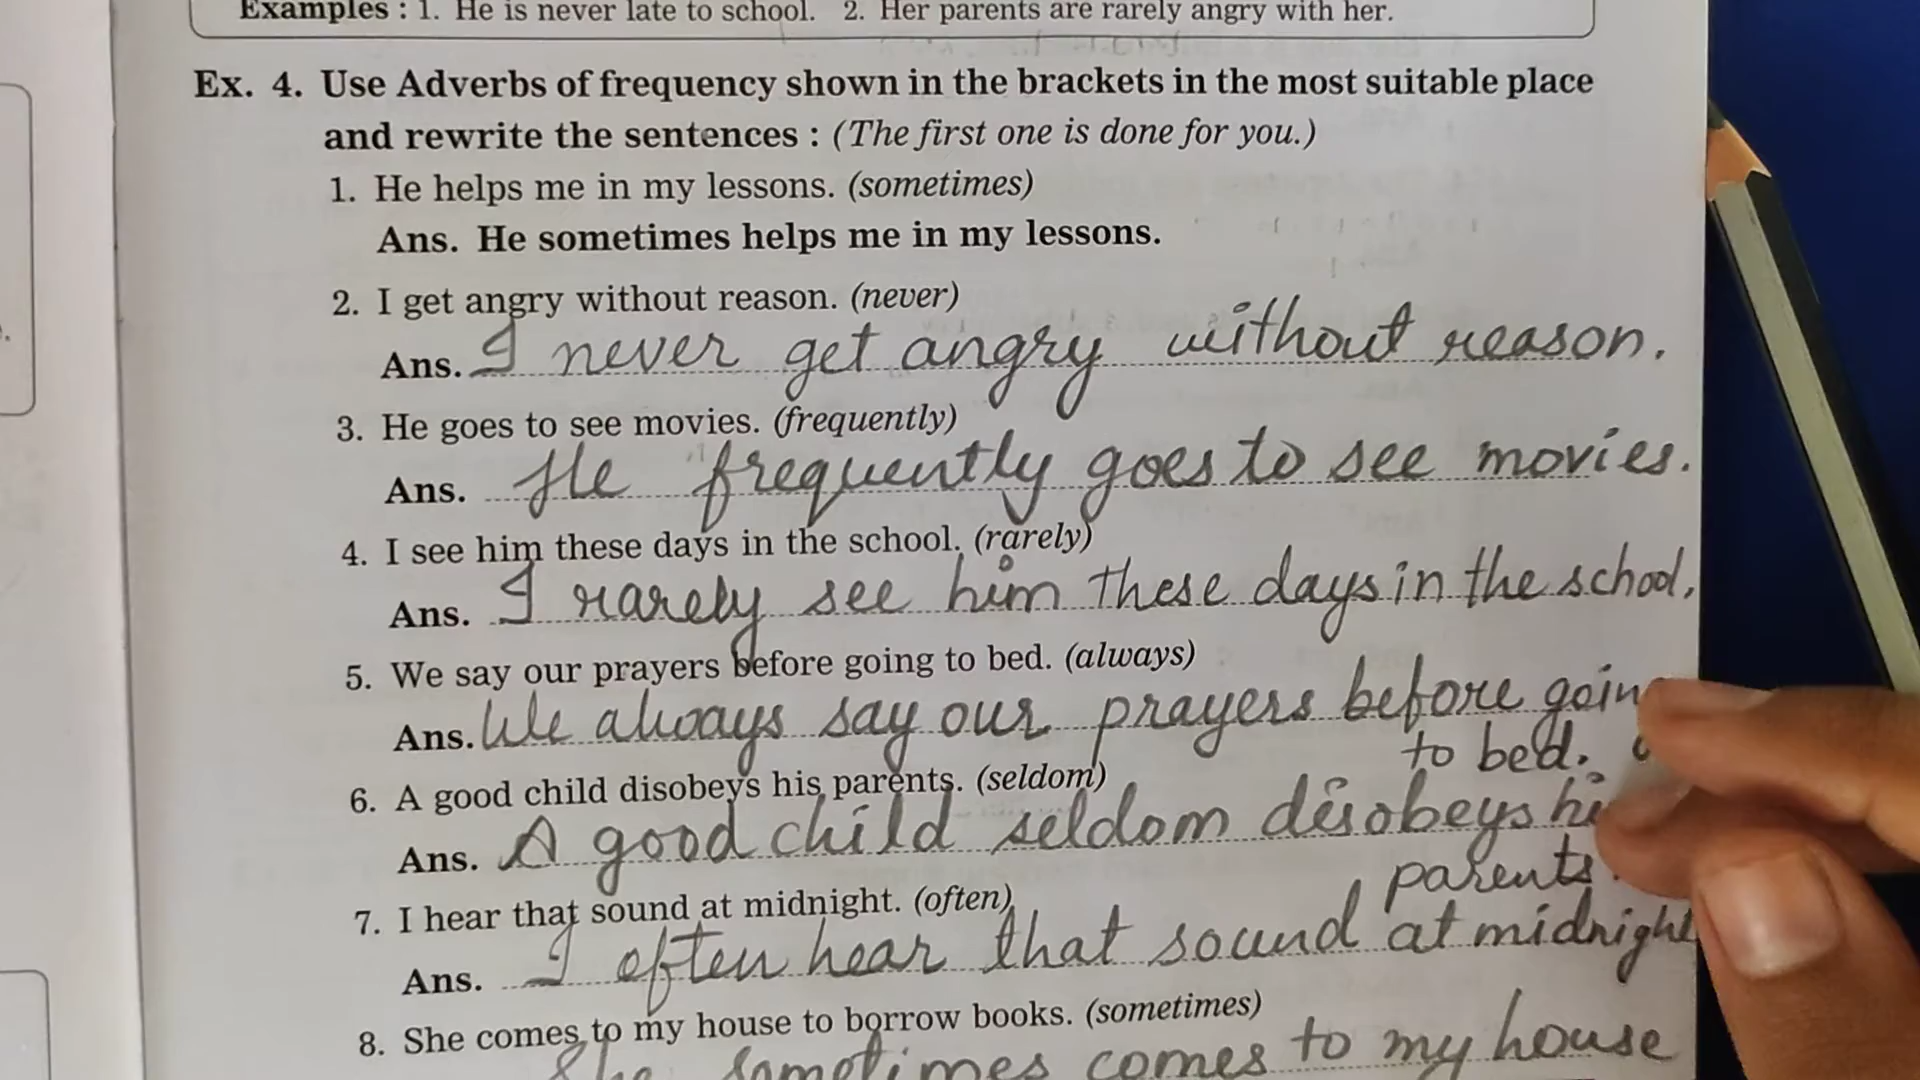 Examples : 1. He is never late to school. 2. Her parents are rarely angry with her.
Ex. 4. Use Adverbs of frequency shown in the brackets in the most suitable place
and rewrite the sentences : (The first one is done for you.)
1. He helps me in my lessons. (sometimes)
Ans. He sometimes helps me in my lessons.
2. I get angry without reason. (never)
Ans. I never get angry without reason.
3. He goes to see movies. (frequently)
Ans. He frequently goes to see movies.
4. I see him these days in the school. (rarely)
Ans. I rarely see him these days in the school.
5. We say our prayers before going to bed. (always)
Ans. We always say our prayers before going
to bed.
6. A good child disobeys his parents. (seldom)
Ans. A good child seldom disobeys
parents.
7. I hear that sound at midnight. (often)
Ans. I often hear that sound at midnight
8. She comes to my house to borrow books. (sometimes)
She sometimes comes to my house